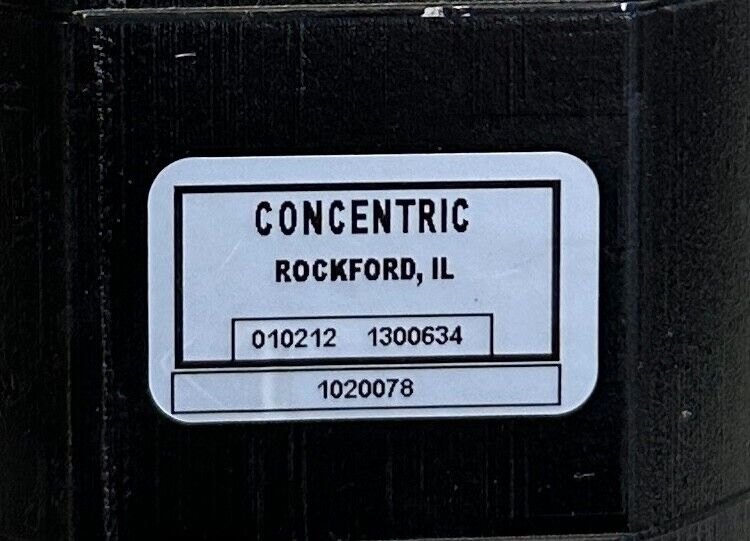 CONCENTRIC
ROCKFORD, IL
010212 1300634
1020078